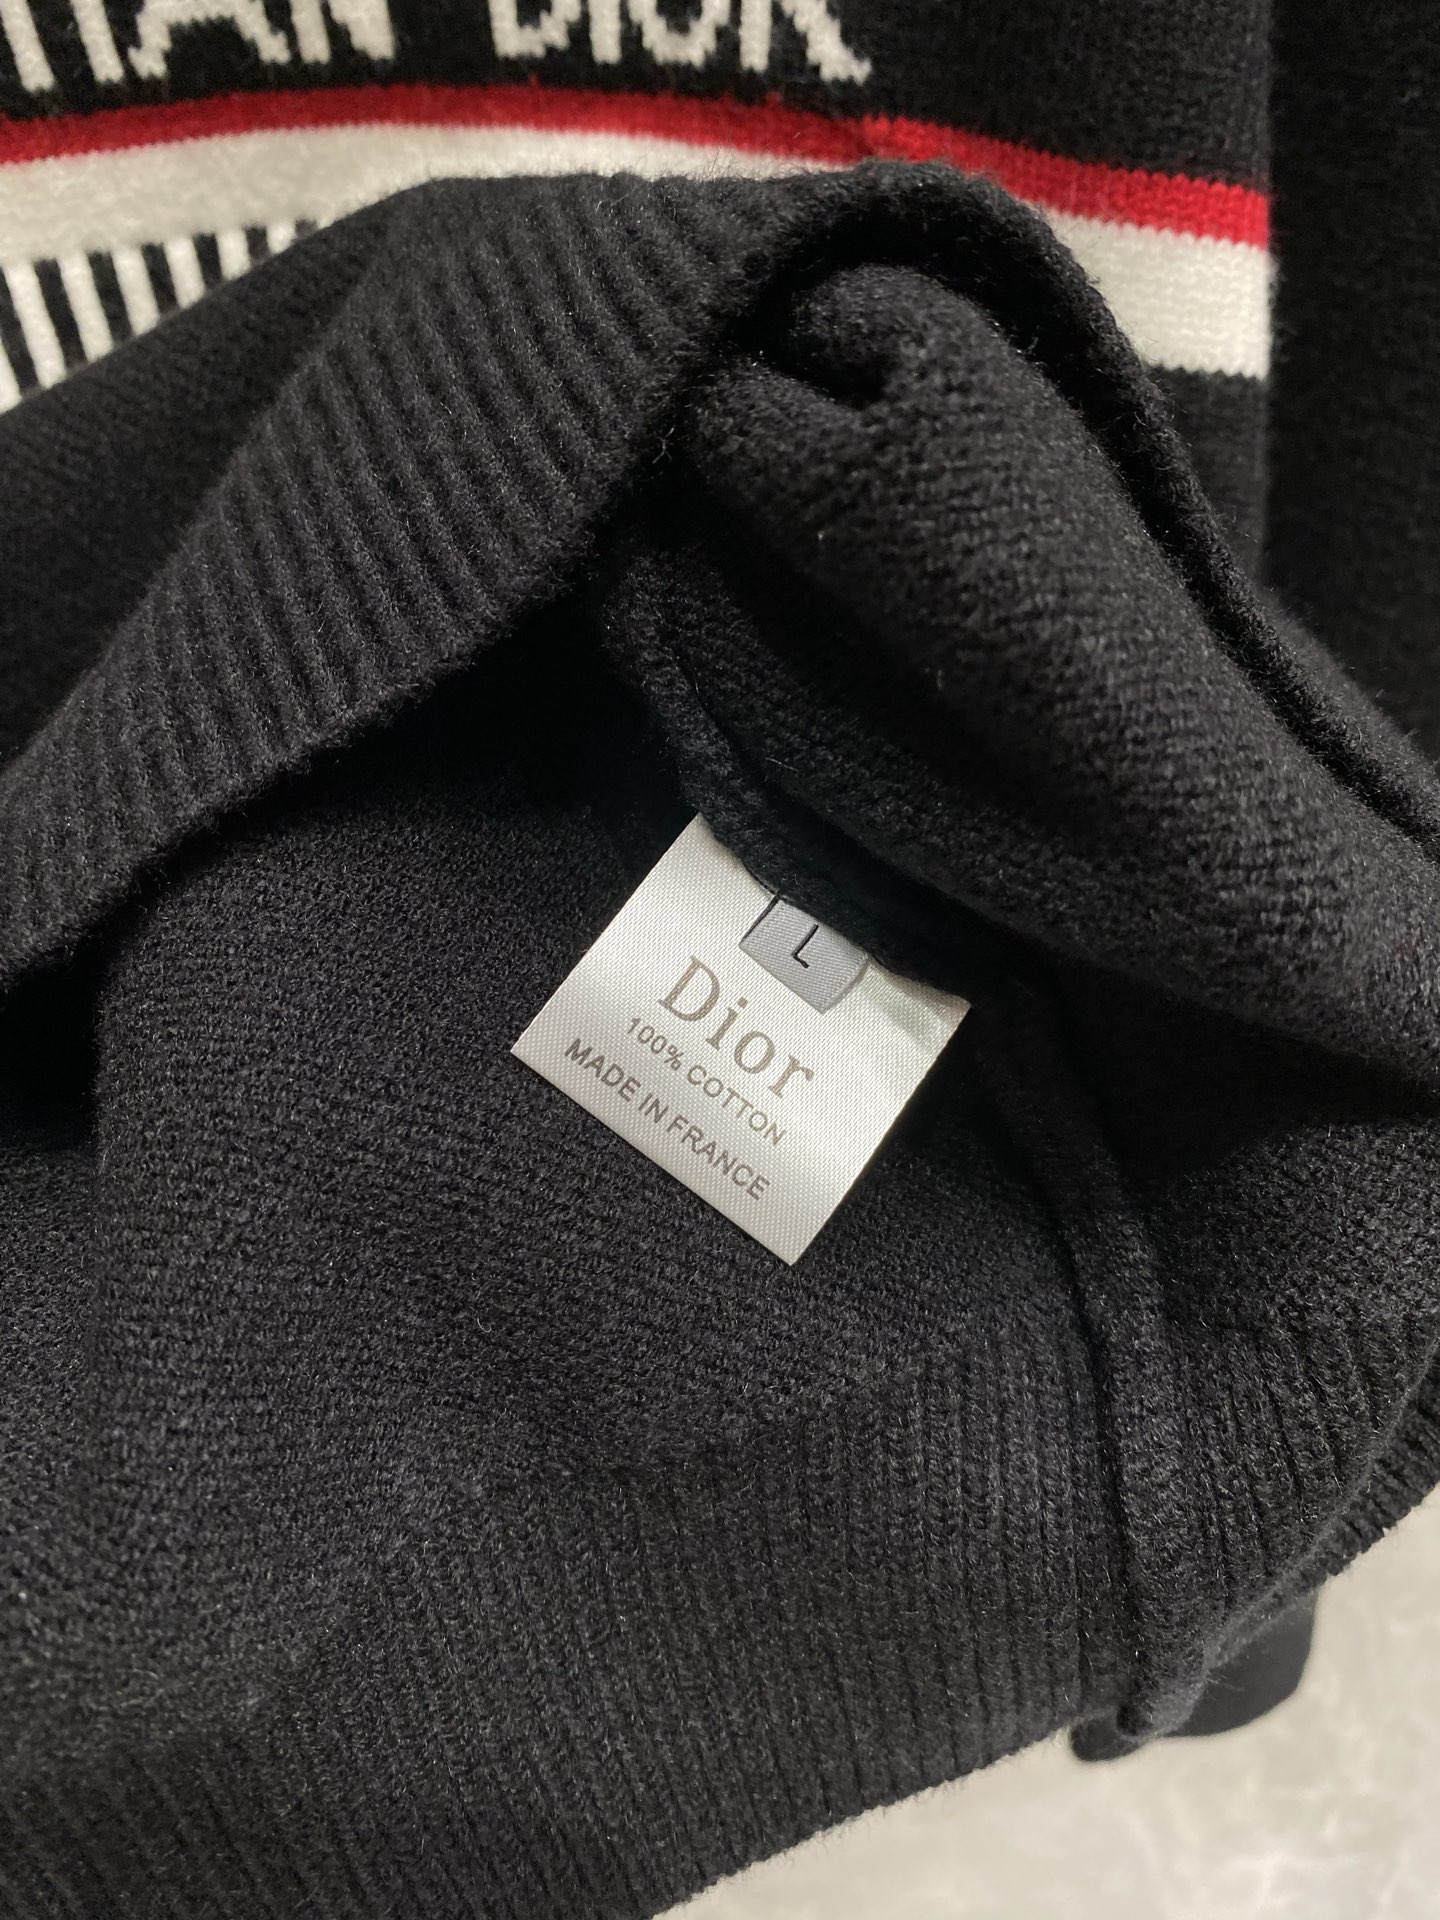 TIAN DIOR
L
Dior
100% COTTON
MADE IN FRANCE